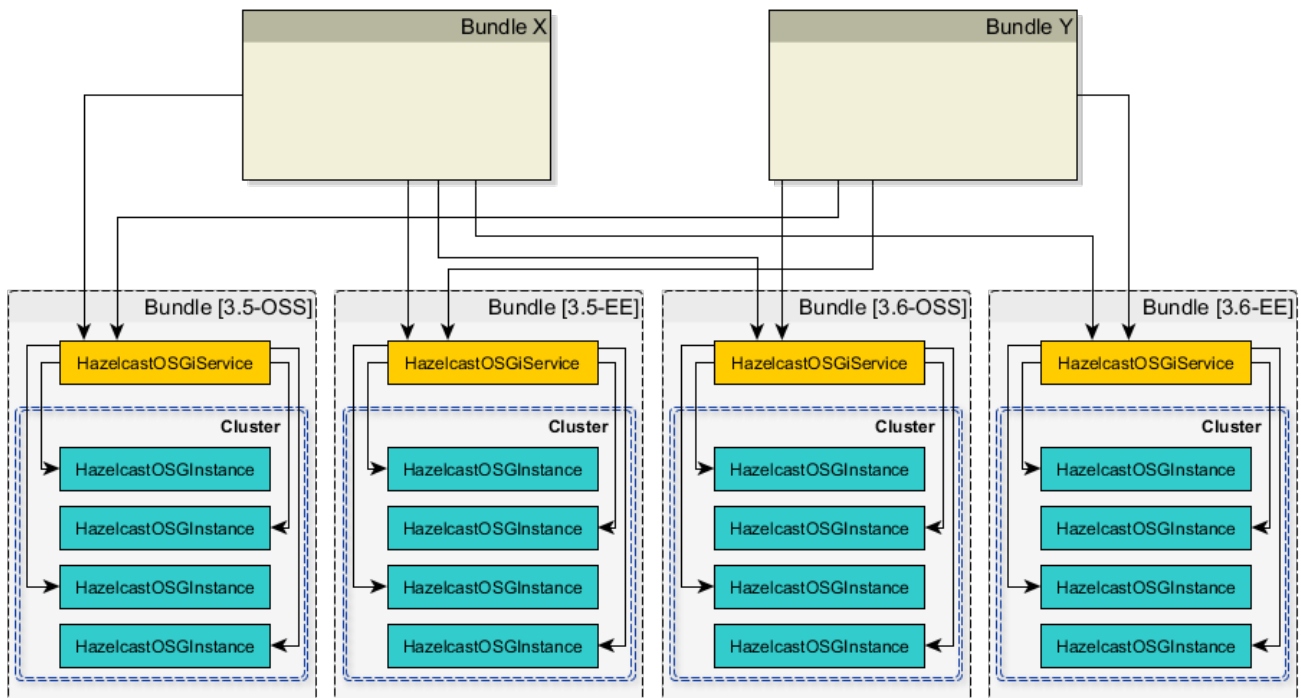 Bundle X
Bundle Y
Bundle [3.5-OSS]
HazelcastOSGiService
Cluster
HazelcastOSGInstance
HazelcastOSGInstance
HazelcastOSGInstance
HazelcastOSGInstance
Bundle [3.5-EE]
HazelcastOSGiService
Cluster
HazelcastOSGInstance
HazelcastOSGInstance
HazelcastOSGInstance
HazelcastOSGInstance
Bundle [3.6-OSS]
HazelcastOSGiService
Cluster
HazelcastOSGInstance
HazelcastOSGInstance
HazelcastOSGInstance
HazelcastOSGInstance
Bundle [3.6-EE]
HazelcastOSGiService
Cluster
HazelcastOSGInstance
HazelcastOSGInstance
HazelcastOSGInstance
HazelcastOSGInstance